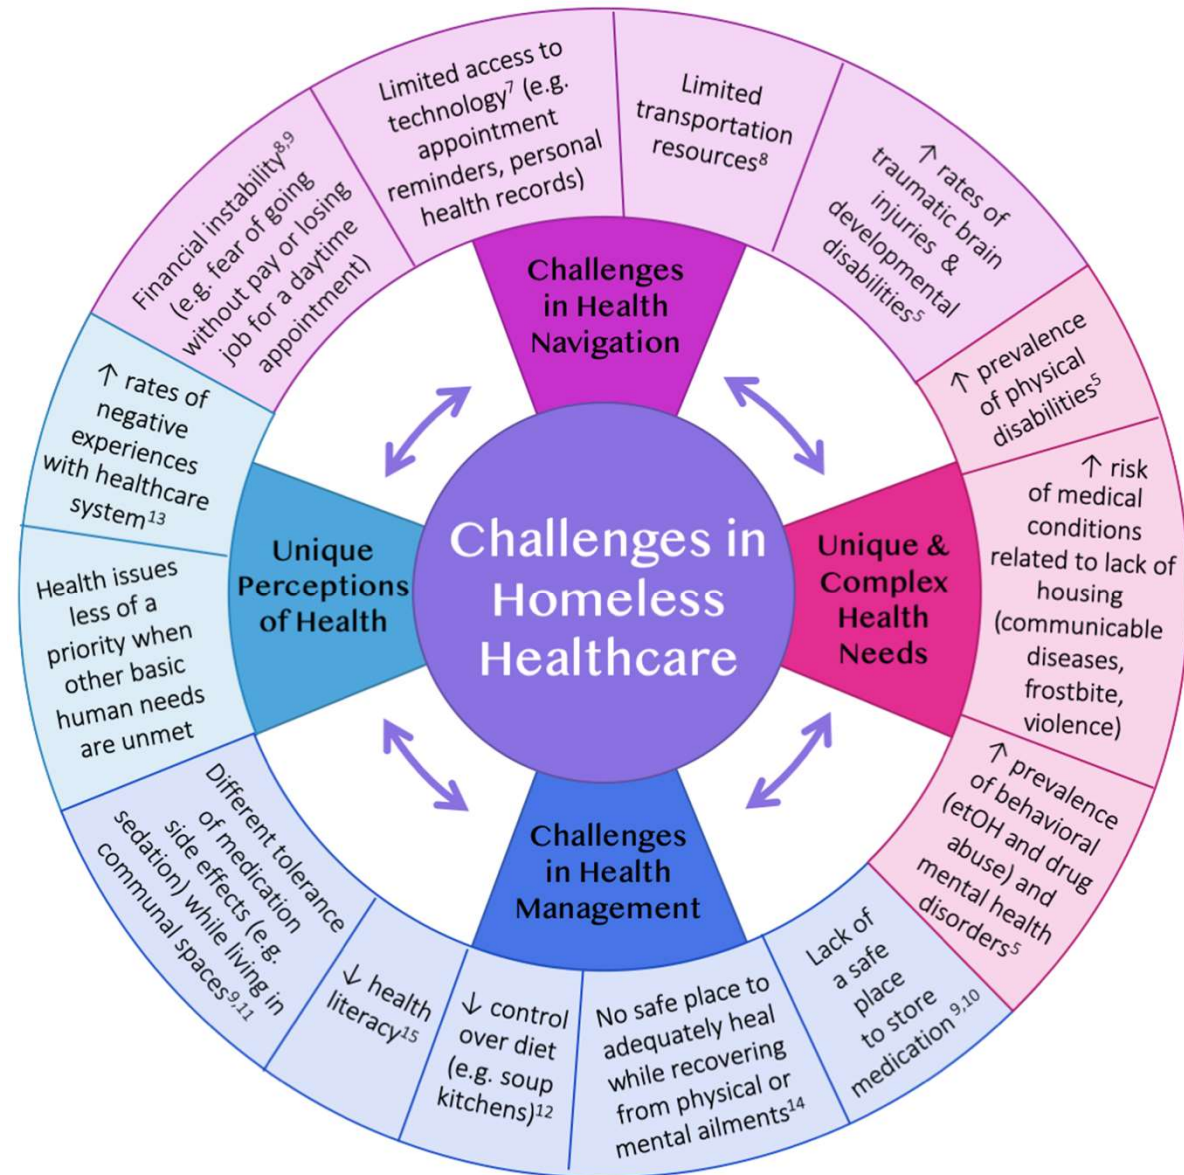 Challenges in
Homeless
Healthcare
Challenges
in Health
Navigation
Financial instability8,9
(e.g. fear of going
without pay or losing
job for a daytime
appointment)
Limited access to
technology7 (e.g.
appointment
reminders, personal
health records)
Limited
transportation
resources8
↑ rates of
traumatic brain
injuries &
developmental
disabilities5
Unique &
Complex
Health
Needs
↑ prevalence
of physical
disabilities5
↑ risk
of medical
conditions
related to lack of
housing
(communicable
diseases,
frostbite,
violence)
↑ prevalence
of behavioral
(etOH and drug
abuse) and
mental health
disorders5
Challenges
in Health
Management
Lack of
a safe
place
to store
medication 9,10
No safe place to
adequately heal
while recovering
from physical or
mental ailments14
↓ control
over diet
(e.g. soup
kitchens)12
↓ health
literacy15
Different tolerance
of medication
side effects (e.g.
sedation) while living in
communal spaces9,11
Unique
Perceptions
of Health
Health issues
less of a
priority when
other basic
human needs
are unmet
↑ rates of
negative
experiences
with healthcare
system13